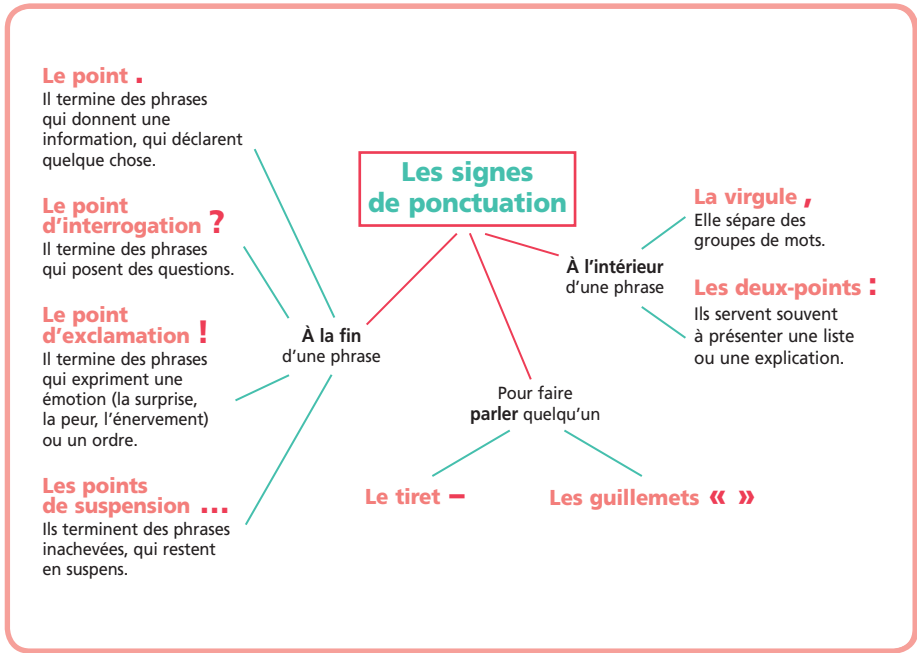 Les signes
de ponctuation
Le point .
Il termine des phrases
qui donnent une
information, qui déclarent
quelque chose.
Le point
d'interrogation ?
Il termine des phrases
qui posent des questions.
Le point
d'exclamation !
Il termine des phrases
qui expriment une
émotion (la surprise,
la peur, l'énervement)
ou un ordre.
Les points
de suspension ...
Ils terminent des phrases
inachevées, qui restent
en suspens.
À la fin
d'une phrase
Pour faire
parler quelqu'un
Le tiret –
Les guillemets « »
À l'intérieur
d'une phrase
La virgule ,
Elle sépare des
groupes de mots.
Les deux-points :
Ils servent souvent
à présenter une liste
ou une explication.